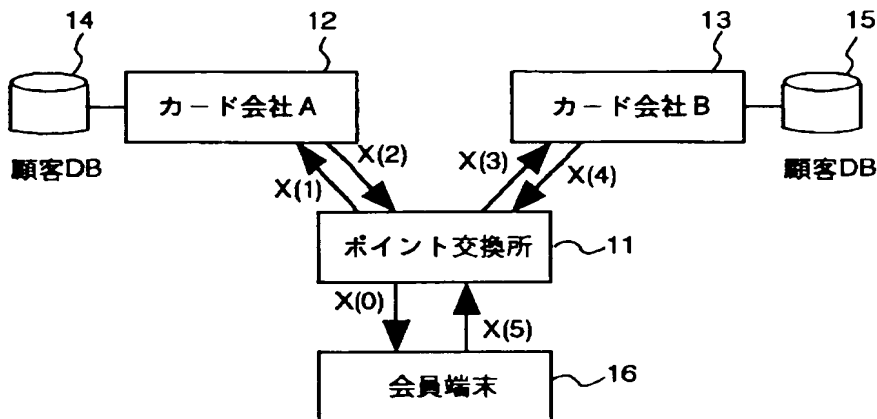 14
12
13
15
カード会社A
カード会社B
顧客DB
顧客DB
X(1)
X(2)
X(3)
X(4)
ポイント交換所
11
X(0)
X(5)
会員端末
16